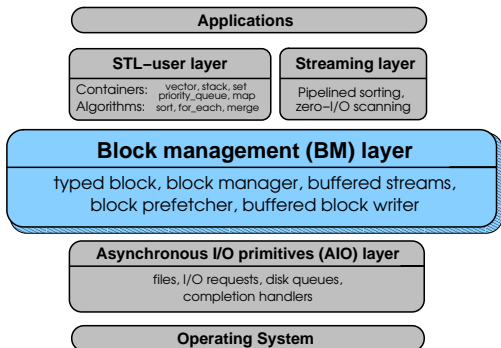 Applications
STL–user layer
Containers: vector, stack, set
priority_queue, map
Algorithms: sort, for_each, merge
Streaming layer
Pipelined sorting,
zero–I/O scanning
Block management (BM) layer
typed block, block manager, buffered streams,
block prefetcher, buffered block writer
Asynchronous I/O primitives (AIO) layer
files, I/O requests, disk queues,
completion handlers
Operating System